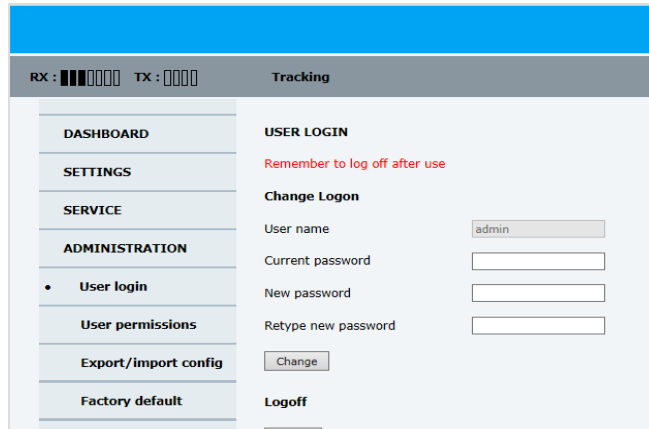 RX : TX : Tracking
DASHBOARD
SETTINGS
SERVICE
ADMINISTRATION
• User login
User permissions
Export/import config
Factory default
USER LOGIN
Remember to log off after use
Change Logon
User name admin
Current password
New password
Retype new password
Change
Logoff